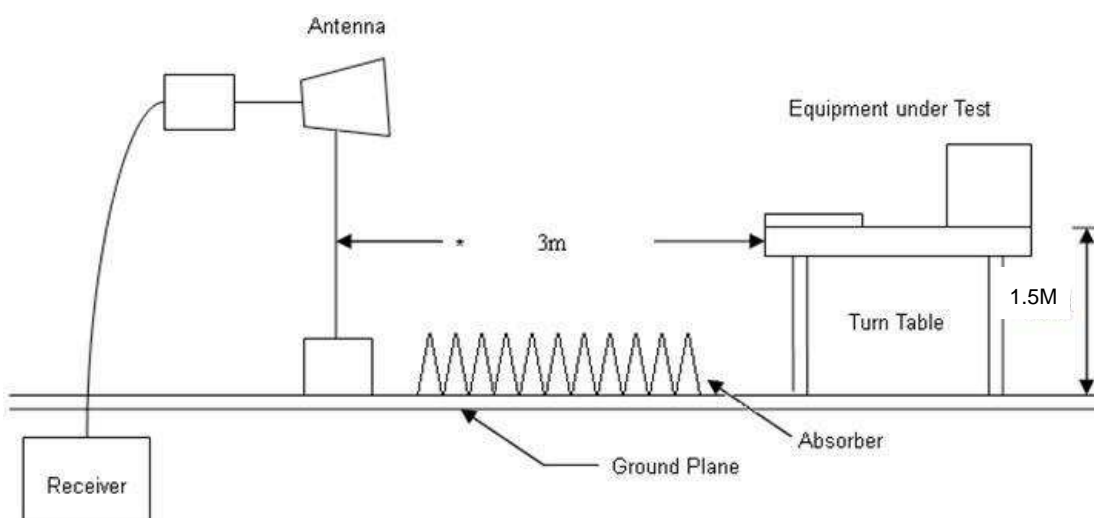 Antenna
Equipment under Test
* 3m
1.5M
Turn Table
Absorber
Ground Plane
Receiver